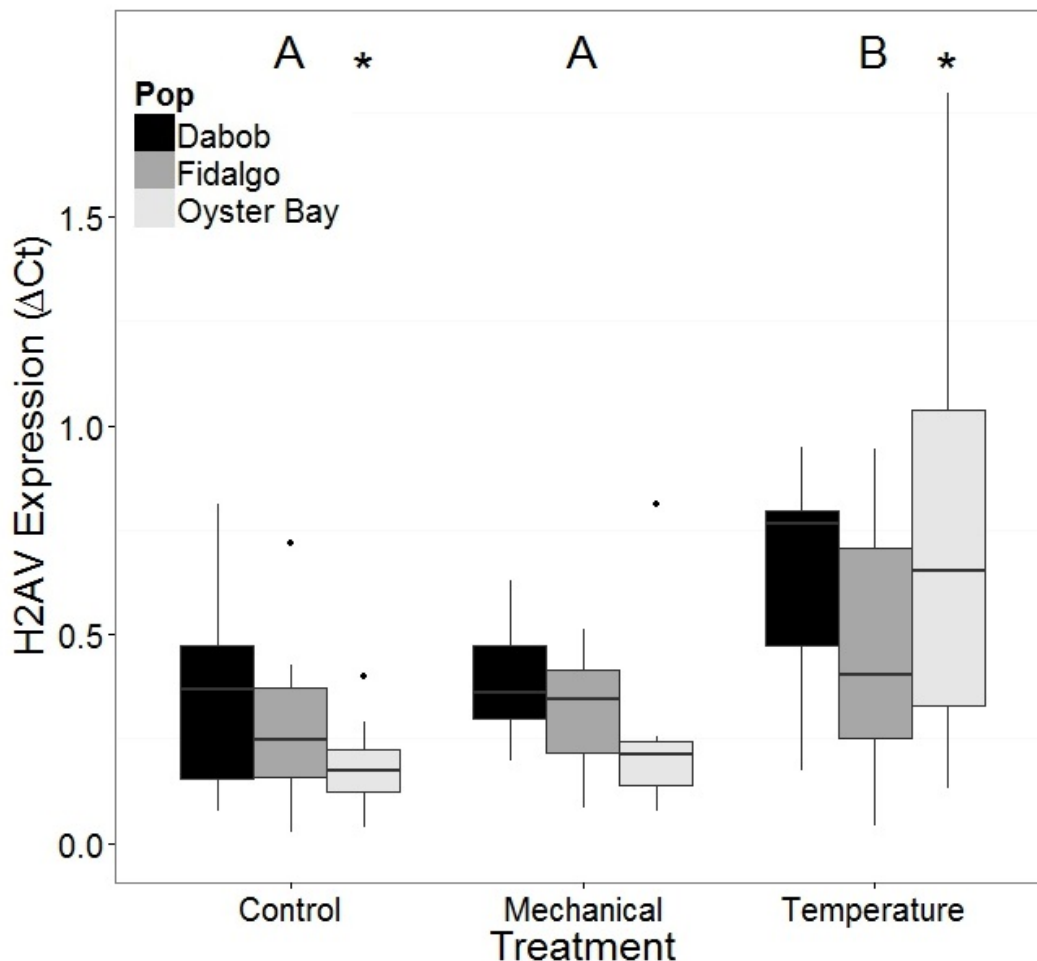 A * A B *
Pop
Dabob
Fidalgo
Oyster Bay
H2AV Expression (ΔCt)
1.5
1.0
0.5
0.0
Control Mechanical Temperature
Treatment